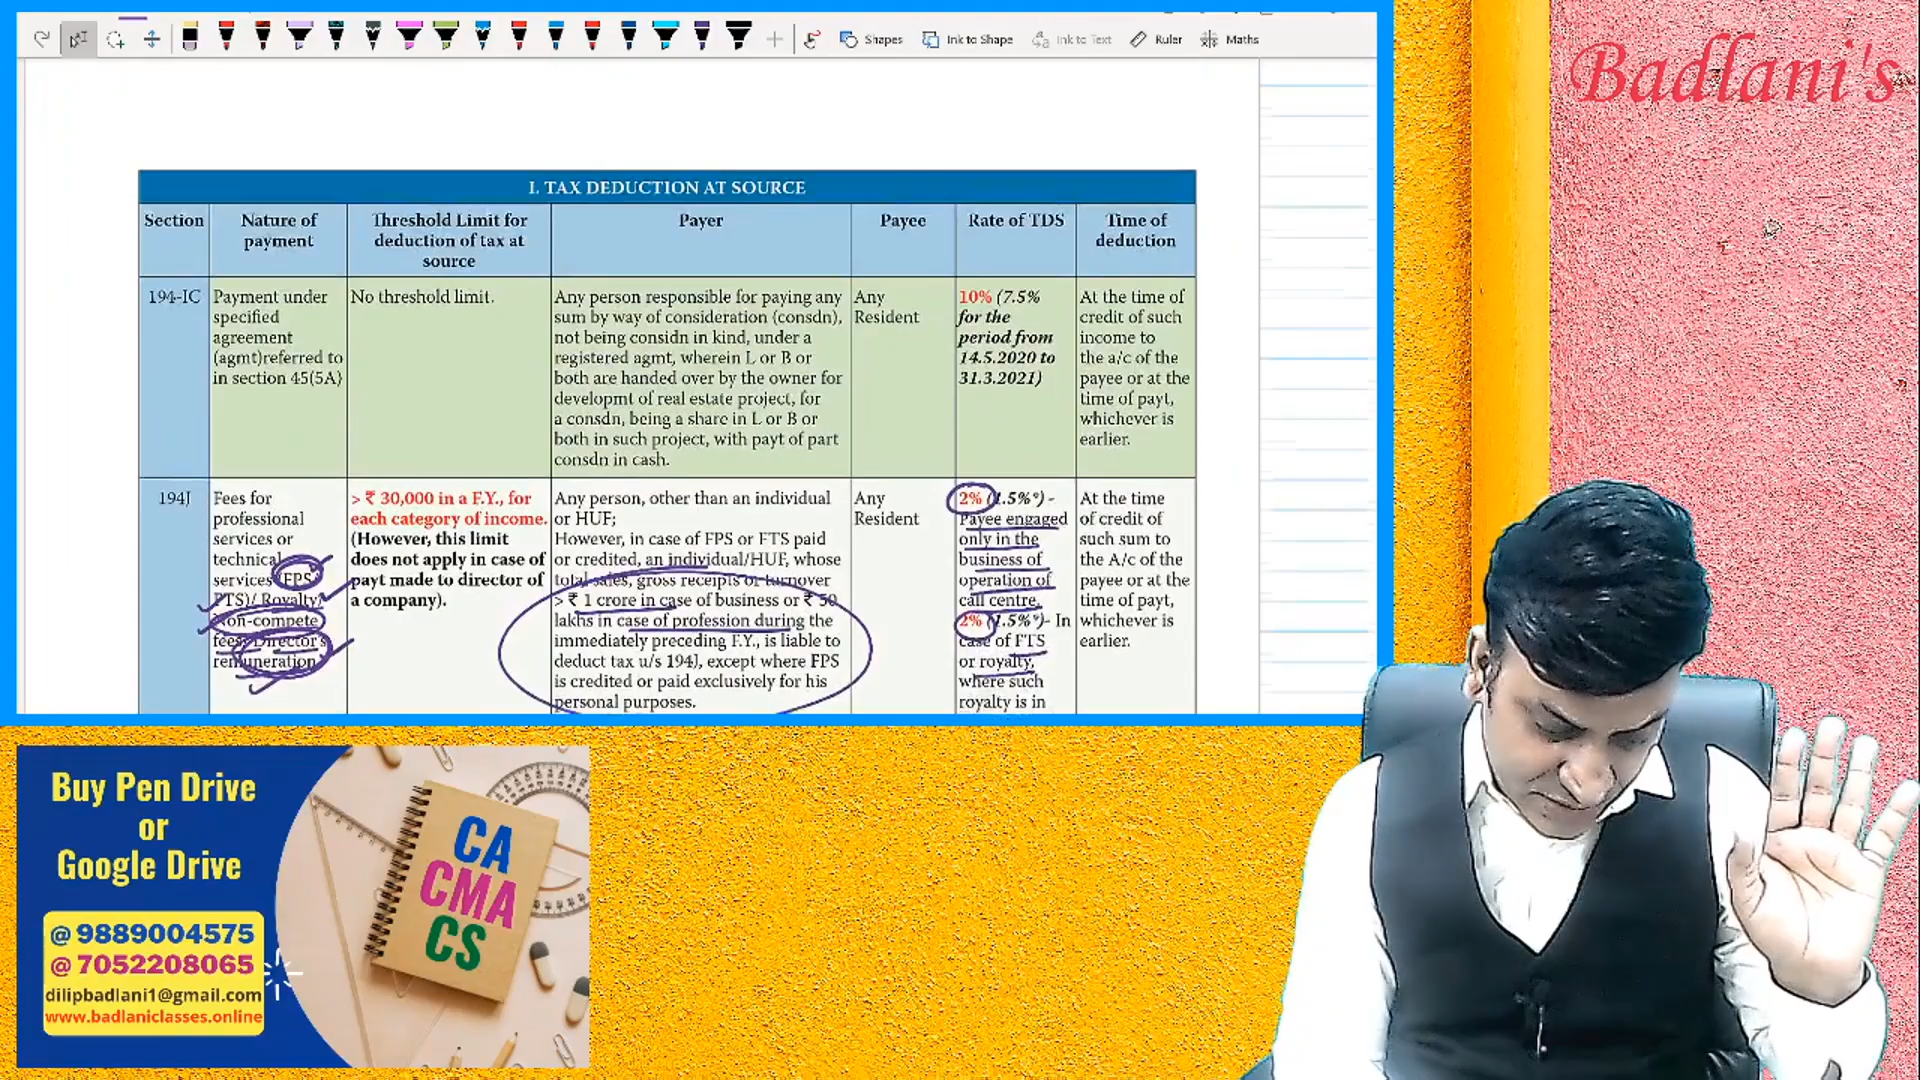 Shapes
Ink to Shape
Ink to Text
Ruler
Maths
Badlani's
I. TAX DEDUCTION AT SOURCE
Section
Nature of
payment
Threshold Limit for
deduction of tax at
source
Payer
Payee
Rate of TDS
Time of
deduction
194-IC
Payment under
specified
agreement
(agmt)referred to
in section 45(5A)
No threshold limit.
Any person responsible for paying any
sum by way of consideration (consdn),
not being considn in kind, under a
registered agmt, wherein L or B or
both are handed over by the owner for
developmt of real estate project, for
a consdn, being a share in L or B or
both in such project, with payt of part
consdn in cash.
Any
Resident
10% (7.5%
for the
period from
14.5.2020 to
31.3.2021)
At the time of
credit of such
income to
the a/c of the
payee or at the
time of payt,
whichever is
earlier.
194J
Fees for
professional
services or
technical
services (FPS/
FTS)/ Royalty/
Non-compete
fees/ Director's
remuneration
> ₹ 30,000 in a F.Y., for
each category of income.
(However, this limit
does not apply in case of
payt made to director of
a company).
Any person, other than an individual
or HUF;
However, in case of FPS or FTS paid
or credited, an individual/HUF, whose
total sales, gross receipts or turnover
> ₹ 1 crore in case of business or ₹ 50
lakhs in case of profession during the
immediately preceding F.Y., is liable to
deduct tax u/s 194J, except where FPS
is credited or paid exclusively for his
personal purposes.
Any
Resident
2% (1.5%*) -
Payee engaged
only in the
business of
operation of
call centre.
2% (1.5%*)- In
case of FTS
or royalty,
where such
royalty is in
At the time
of credit of
such sum to
the A/c of the
payee or at the
time of payt,
whichever is
earlier.
Buy Pen Drive
or
Google Drive
@ 9889004575
@ 7052208065
dilipbadlani1@gmail.com
www.badlaniclasses.online
CA
CMA
CS